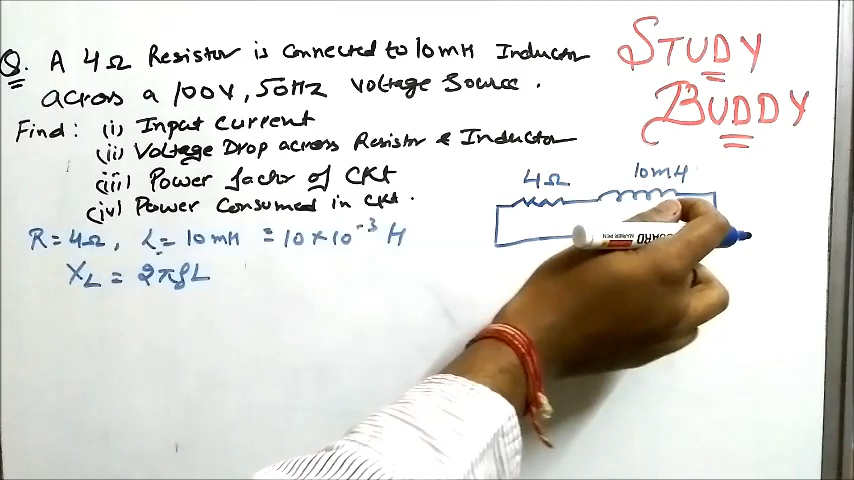 Q. A 4Ω Resistor is Connected to 10mH Inductor
across a 100V, 50Hz Voltage Source.
Find: (i) Input Current
(ii) Voltage Drop across Resistor & Inductor
(iii) Power factor of CKT
(iv) Power Consumed in CKt.
R = 4Ω, L = 10mH = 10 × 10⁻³ H
X_L = 2πfL
STUDY
BUDDY
4Ω 10mH